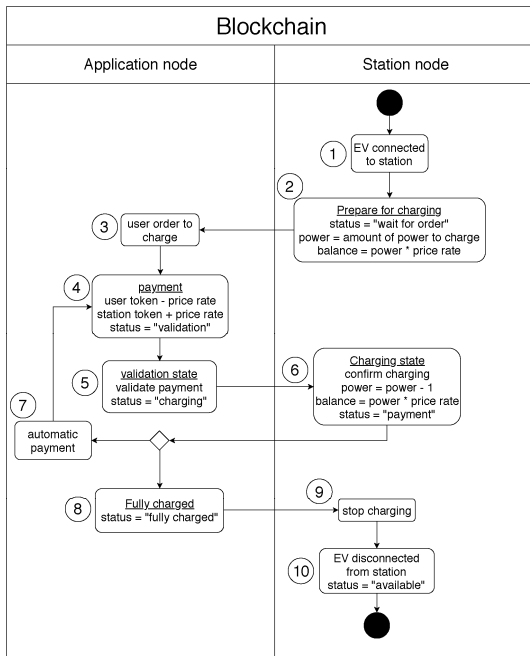 Blockchain
Application node
Station node
1
EV connected
to station
2
Prepare for charging
status = "wait for order"
power = amount of power to charge
balance = power * price rate
3
user order to
charge
4
payment
user token - price rate
station token + price rate
status = "validation"
5
validation state
validate payment
status = "charging"
6
Charging state
confirm charging
power = power - 1
balance = power * price rate
status = "payment"
7
automatic
payment
8
Fully charged
status = "fully charged"
9
stop charging
10
EV disconnected
from station
status = "available"